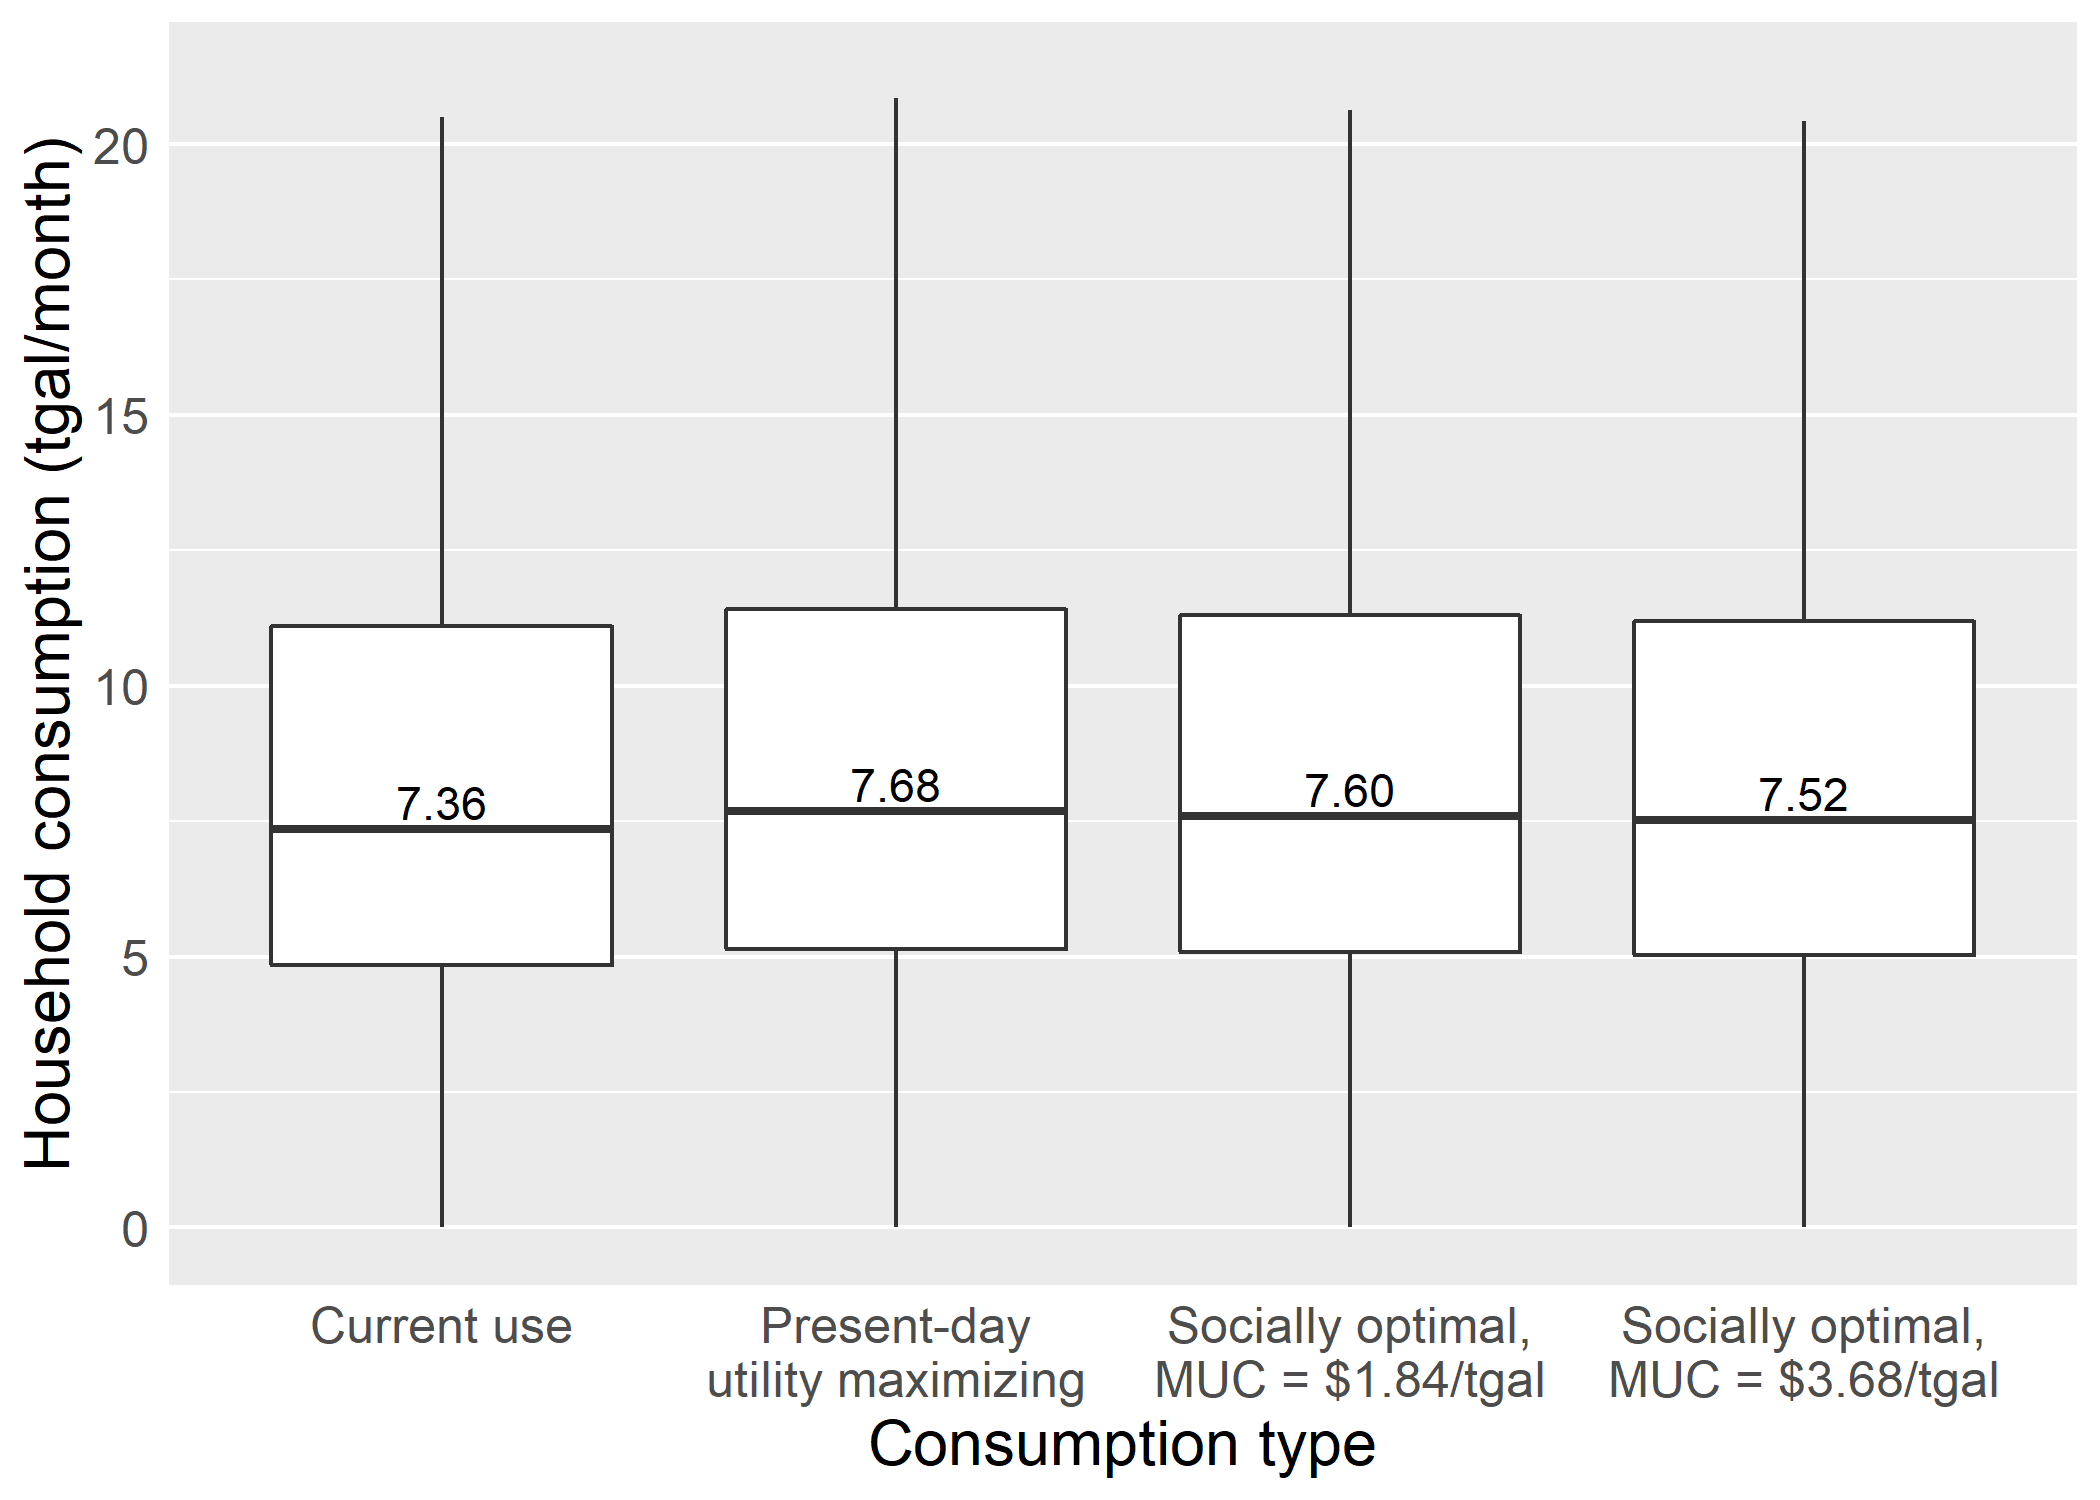 Household consumption (tgal/month)
20
15
10
5
0
7.36
7.68
7.60
7.52
Current use
Present-day
utility maximizing
Socially optimal,
MUC = $1.84/tgal
Socially optimal,
MUC = $3.68/tgal
Consumption type